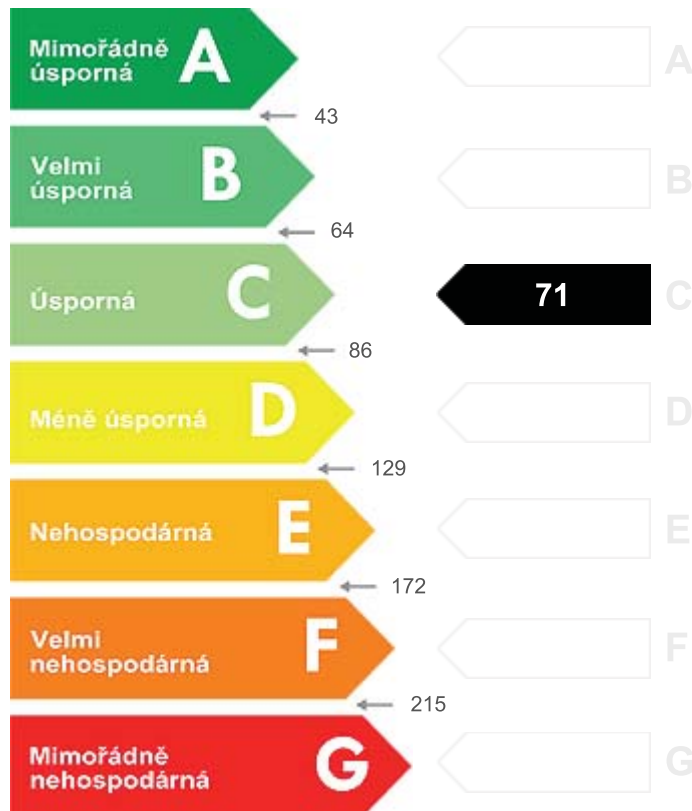 Mimořádně
úsporná
A
A
43
Velmi
úsporná
B
B
64
Úsporná
C
71
C
86
Méně úsporná
D
D
129
Nehospodárná
E
E
172
Velmi
nehospodárná
F
F
215
Mimořádně
nehospodárná
G
G